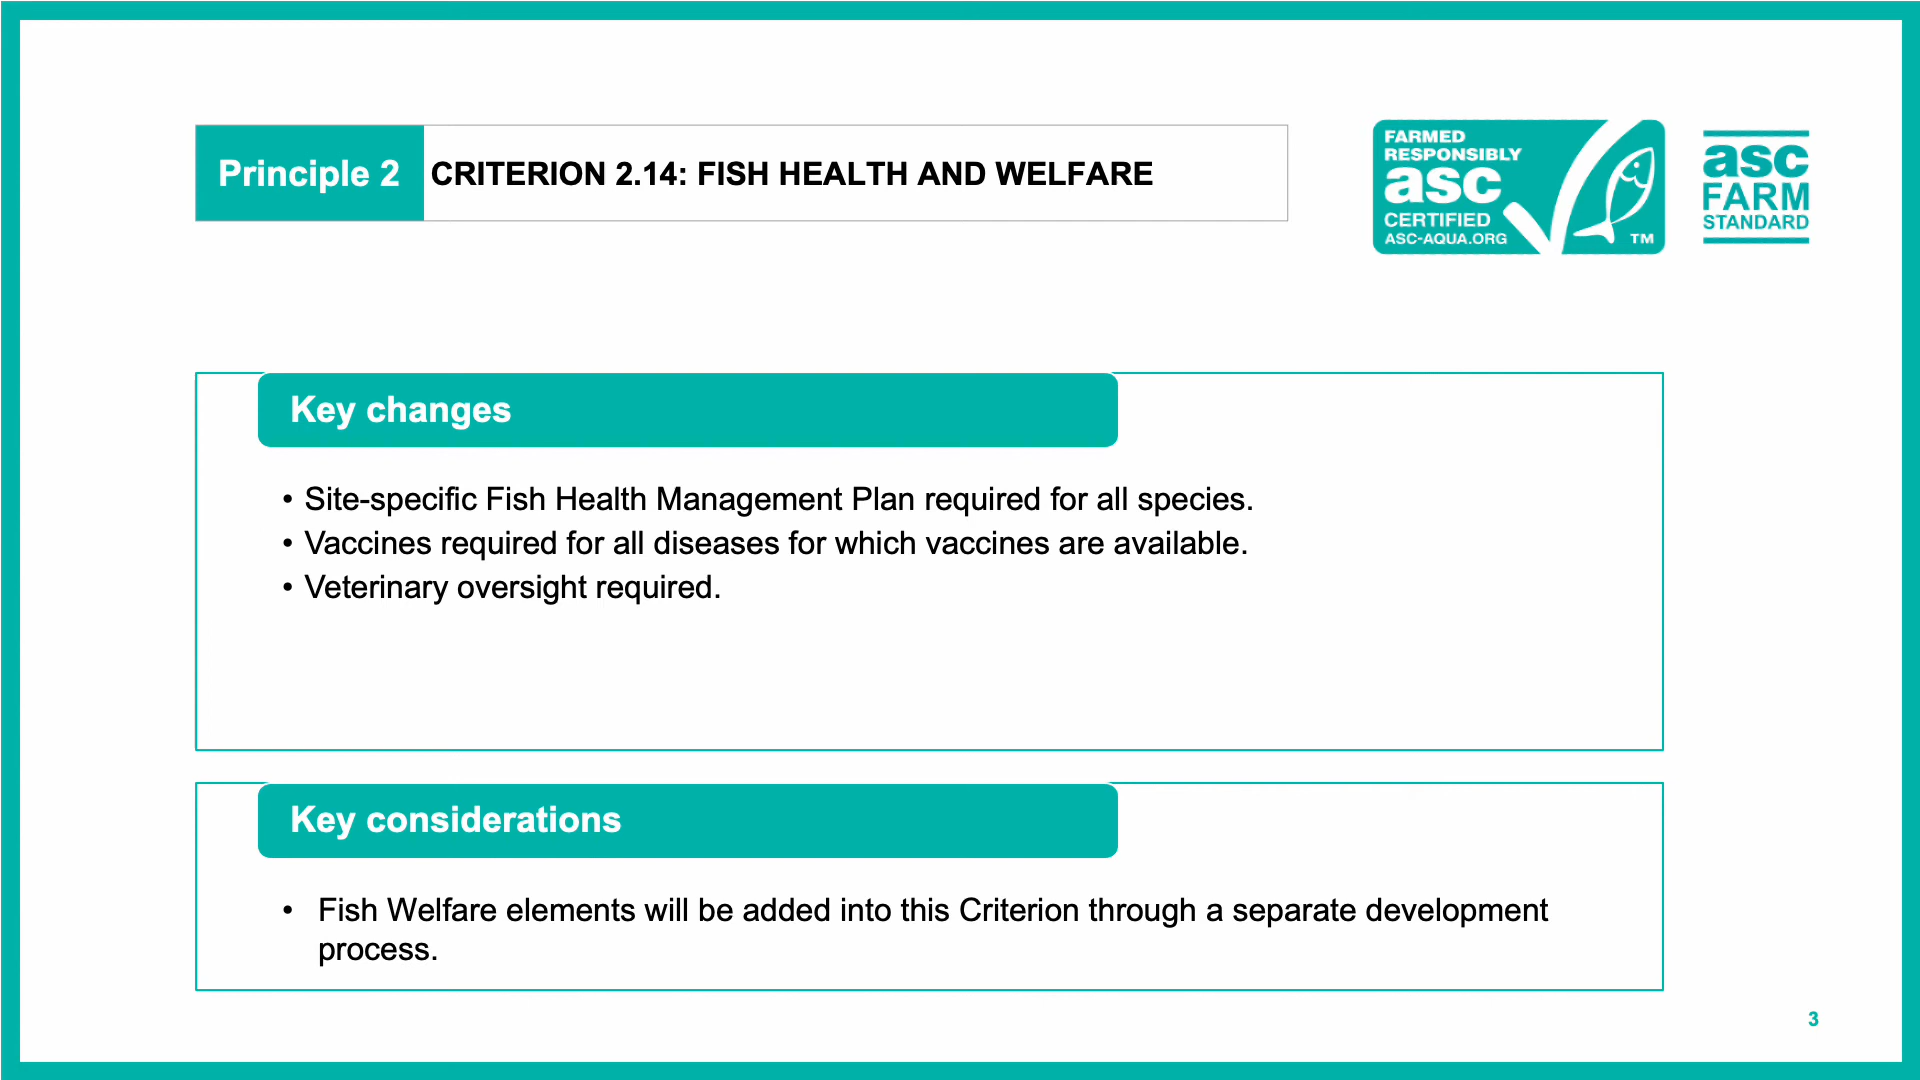 Principle 2
CRITERION 2.14: FISH HEALTH AND WELFARE
FARMED
RESPONSIBLY
asc
CERTIFIED
ASC-AQUA.ORG
TM
asc
FARM
STANDARD
Key changes
• Site-specific Fish Health Management Plan required for all species.
• Vaccines required for all diseases for which vaccines are available.
• Veterinary oversight required.
Key considerations
• Fish Welfare elements will be added into this Criterion through a separate development
process.
3